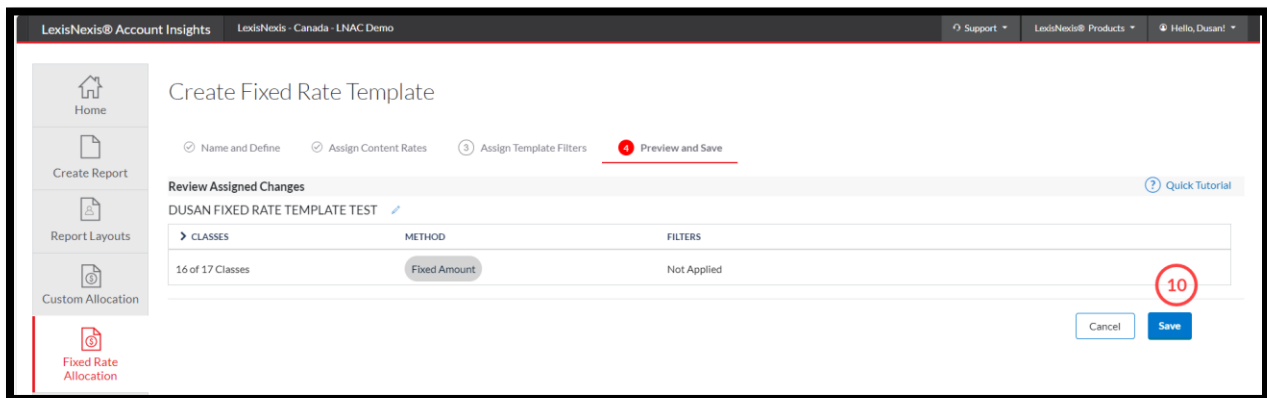 LexisNexis® Account Insights LexisNexis - Canada - LNAC Demo Support LexisNexis® Products Hello, Dusan!
Home
Create Report
Report Layouts
Custom Allocation
Fixed Rate
Allocation
Create Fixed Rate Template
Name and Define Assign Content Rates 3 Assign Template Filters 4 Preview and Save
Review Assigned Changes ? Quick Tutorial
DUSAN FIXED RATE TEMPLATE TEST
CLASSES METHOD FILTERS
16 of 17 Classes Fixed Amount Not Applied
10
Cancel Save